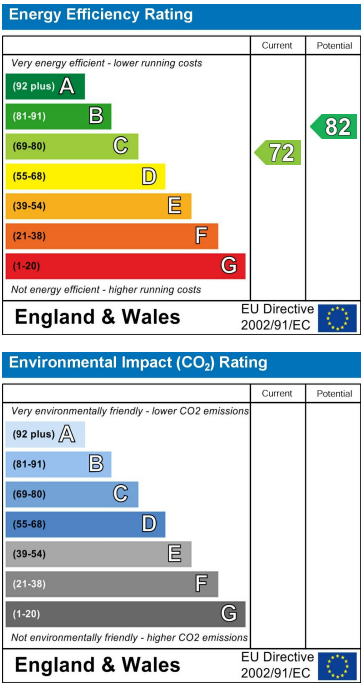 Energy Efficiency Rating
Current Potential
Very energy efficient - lower running costs
(92 plus) A
(81-91) B
(69-80) C
(55-68) D
(39-54) E
(21-38) F
(1-20) G
72
82
Not energy efficient - higher running costs
England & Wales
EU Directive
2002/91/EC
Environmental Impact (CO₂) Rating
Current Potential
Very environmentally friendly - lower CO2 emissions
(92 plus) A
(81-91) B
(69-80) C
(55-68) D
(39-54) E
(21-38) F
(1-20) G
Not environmentally friendly - higher CO2 emissions
England & Wales
EU Directive
2002/91/EC